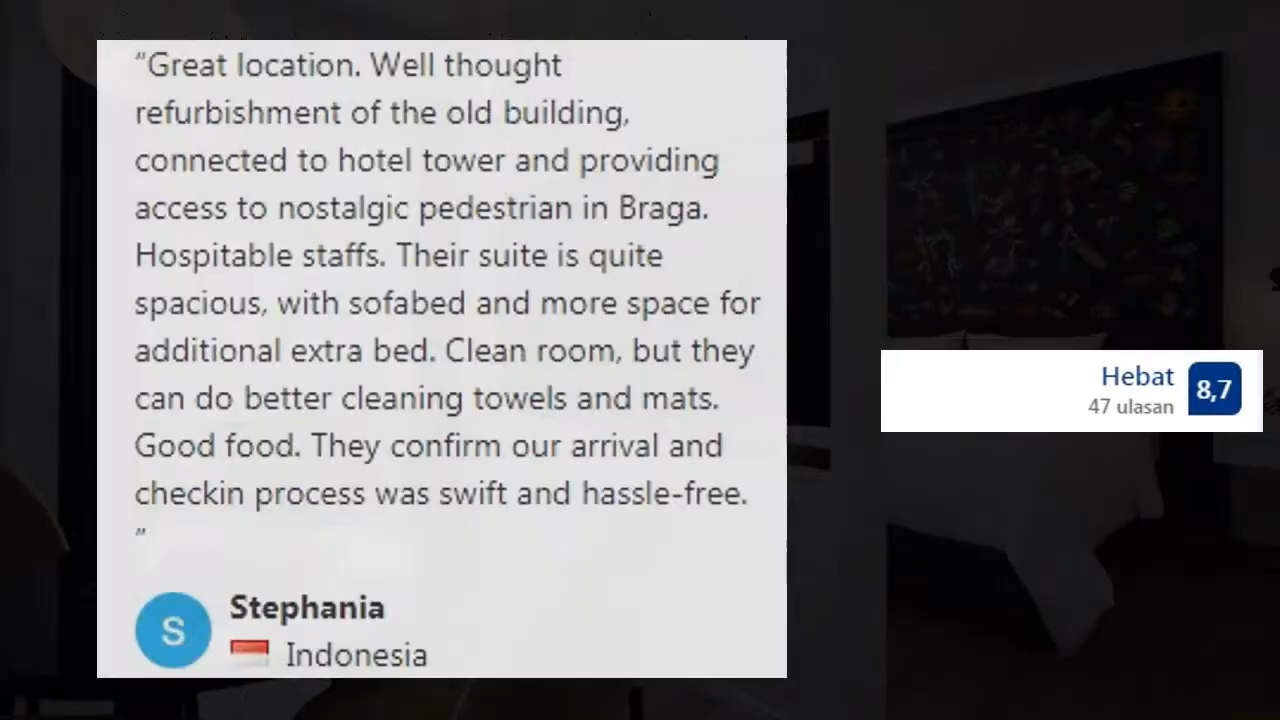 “Great location. Well thought
refurbishment of the old building,
connected to hotel tower and providing
access to nostalgic pedestrian in Braga.
Hospitable staffs. Their suite is quite
spacious, with sofabed and more space for
additional extra bed. Clean room, but they
can do better cleaning towels and mats.
Good food. They confirm our arrival and
checkin process was swift and hassle-free.
”
S
Stephania
Indonesia
Hebat
47 ulasan
8,7